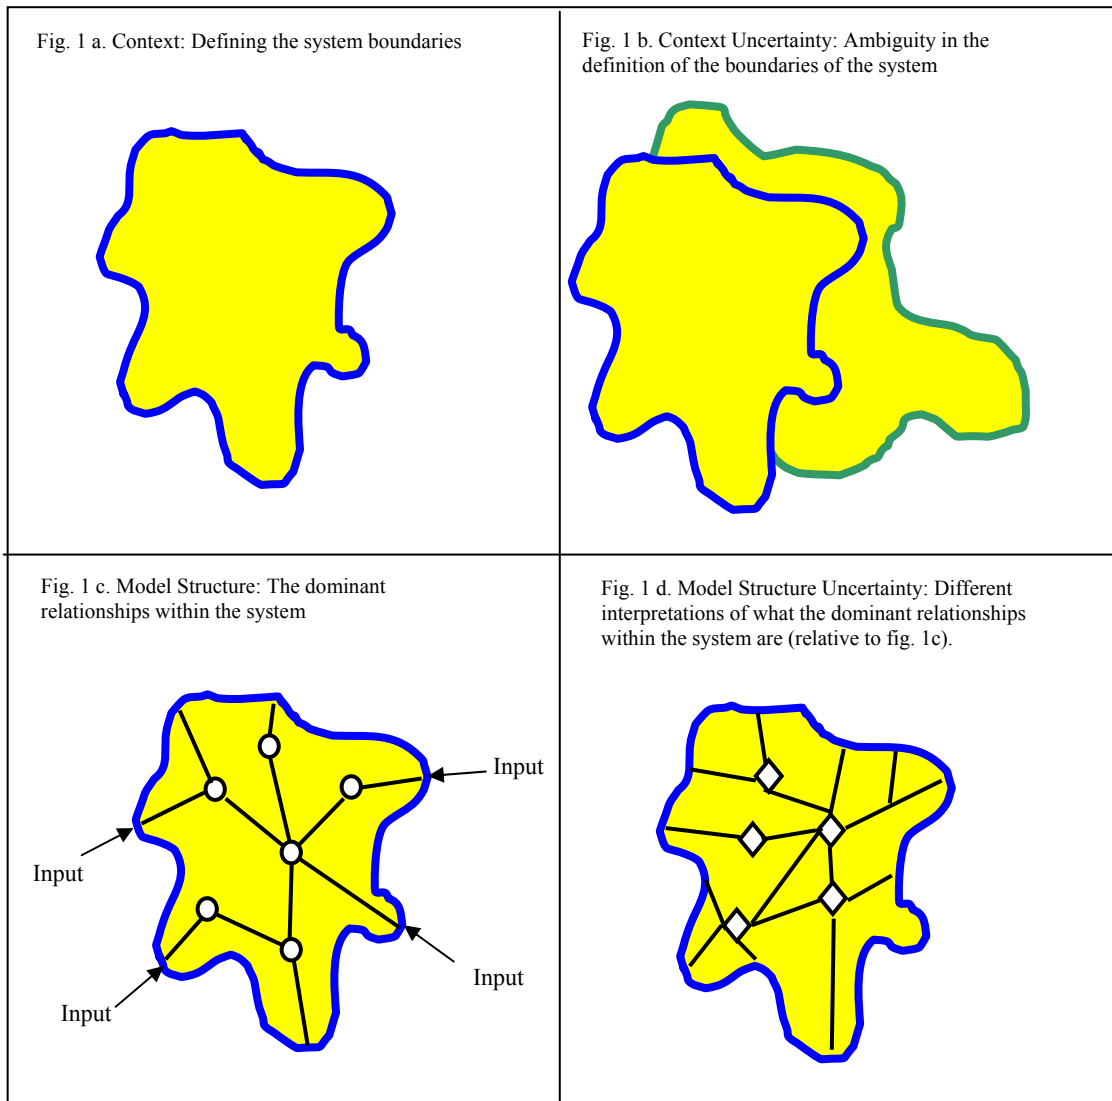 Fig. 1 a. Context: Defining the system boundaries
Fig. 1 b. Context Uncertainty: Ambiguity in the
definition of the boundaries of the system
Fig. 1 c. Model Structure: The dominant
relationships within the system
Input
Input
Input
Input
Fig. 1 d. Model Structure Uncertainty: Different
interpretations of what the dominant relationships
within the system are (relative to fig. 1c).